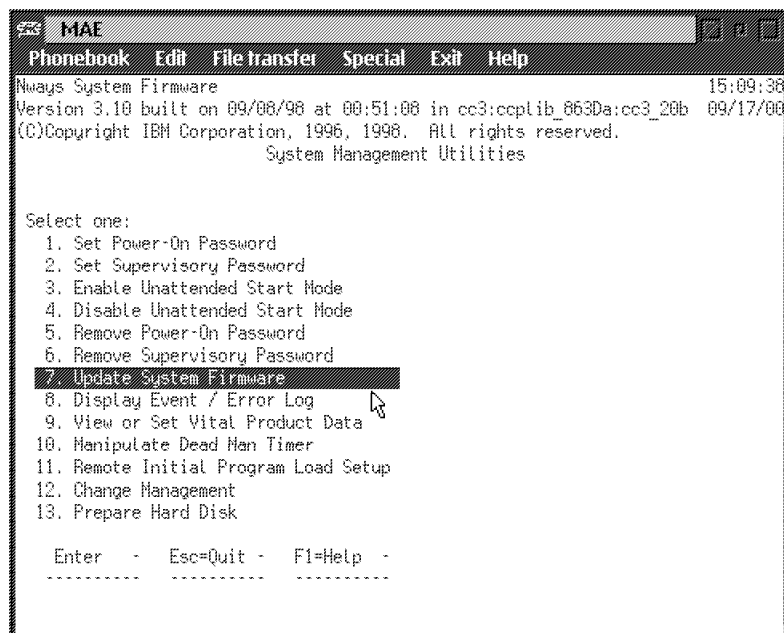 MAE
Phonebook Edit File transfer Special Exit Help
Nways System Firmware 15:09:38
Version 3.10 built on 09/08/98 at 00:51:08 in cc3:ccplib_863Da:cc3_20b 09/17/00
(C)Copyright IBM Corporation, 1996, 1998. All rights reserved.
System Management Utilities
Select one:
1. Set Power-On Password
2. Set Supervisory Password
3. Enable Unattended Start Mode
4. Disable Unattended Start Mode
5. Remove Power-On Password
6. Remove Supervisory Password
7. Update System Firmware
8. Display Event / Error Log
9. View or Set Vital Product Data
10. Manipulate Dead Man Timer
11. Remote Initial Program Load Setup
12. Change Management
13. Prepare Hard Disk
Enter - Esc=Quit - F1=Help -
---------- ---------- ----------